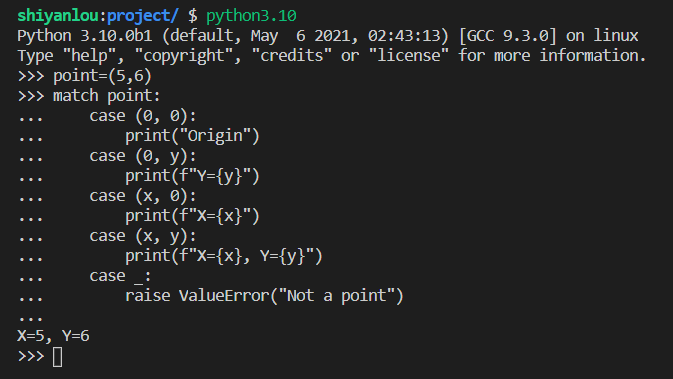 shiyanlou:project/ $ python3.10
Python 3.10.0b1 (default, May  6 2021, 02:43:13) [GCC 9.3.0] on linux
Type "help", "copyright", "credits" or "license" for more information.
>>> point=(5,6)
>>> match point:
...     case (0, 0):
...         print("Origin")
...     case (0, y):
...         print(f"Y={y}")
...     case (x, 0):
...         print(f"X={x}")
...     case (x, y):
...         print(f"X={x}, Y={y}")
...     case _:
...         raise ValueError("Not a point")
...
X=5, Y=6
>>>